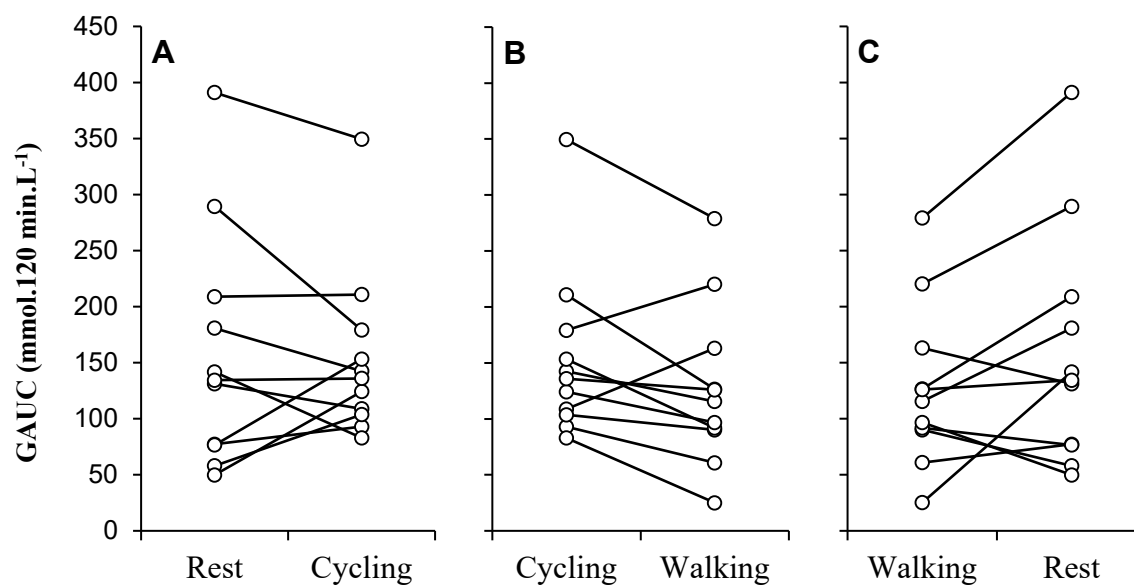 450
400
350
300
250
200
150
100
50
0
GAUC (mmol.120 min.L-1)
A
B
C
Rest Cycling
Cycling Walking
Walking Rest